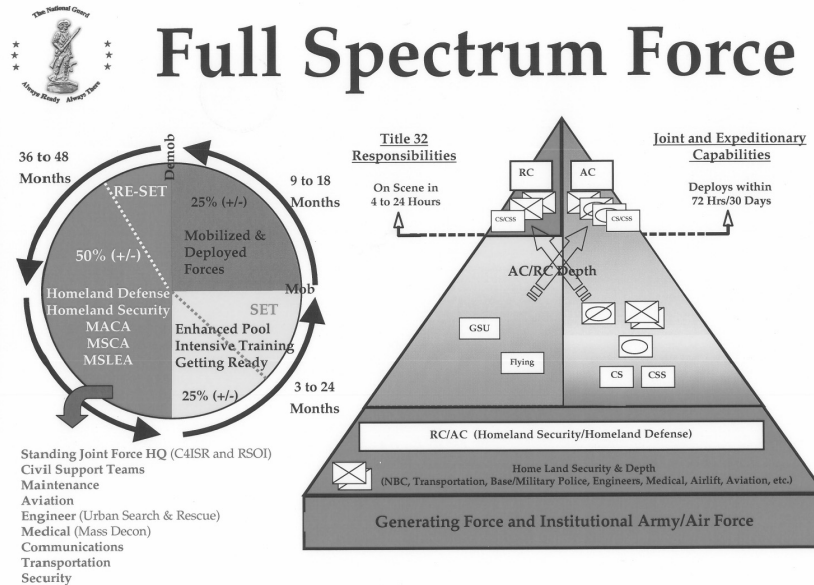 The National Guard
Always Ready Always There
Full Spectrum Force
36 to 48
Months
Demob
9 to 18
Months
RE-SET
25% (+/-)
Mobilized &
Deployed
Forces
50% (+/-)
Homeland Defense
Homeland Security
MACA
MSCA
MSLEA
Mob
SET
Enhanced Pool
Intensive Training
Getting Ready
25% (+/-)
3 to 24
Months
Standing Joint Force HQ (C4ISR and RSOI)
Civil Support Teams
Maintenance
Aviation
Engineer (Urban Search & Rescue)
Medical (Mass Decon)
Communications
Transportation
Security
Title 32
Responsibilities
On Scene in
4 to 24 Hours
Joint and Expeditionary
Capabilities
Deploys within
72 Hrs/30 Days
RC
AC
CS/CSS
CS/CSS
AC/RC Depth
GSU
Flying
CS
CSS
RC/AC (Homeland Security/Homeland Defense)
Home Land Security & Depth
(NBC, Transportation, Base/Military Police, Engineers, Medical, Airlift, Aviation, etc.)
Generating Force and Institutional Army/Air Force